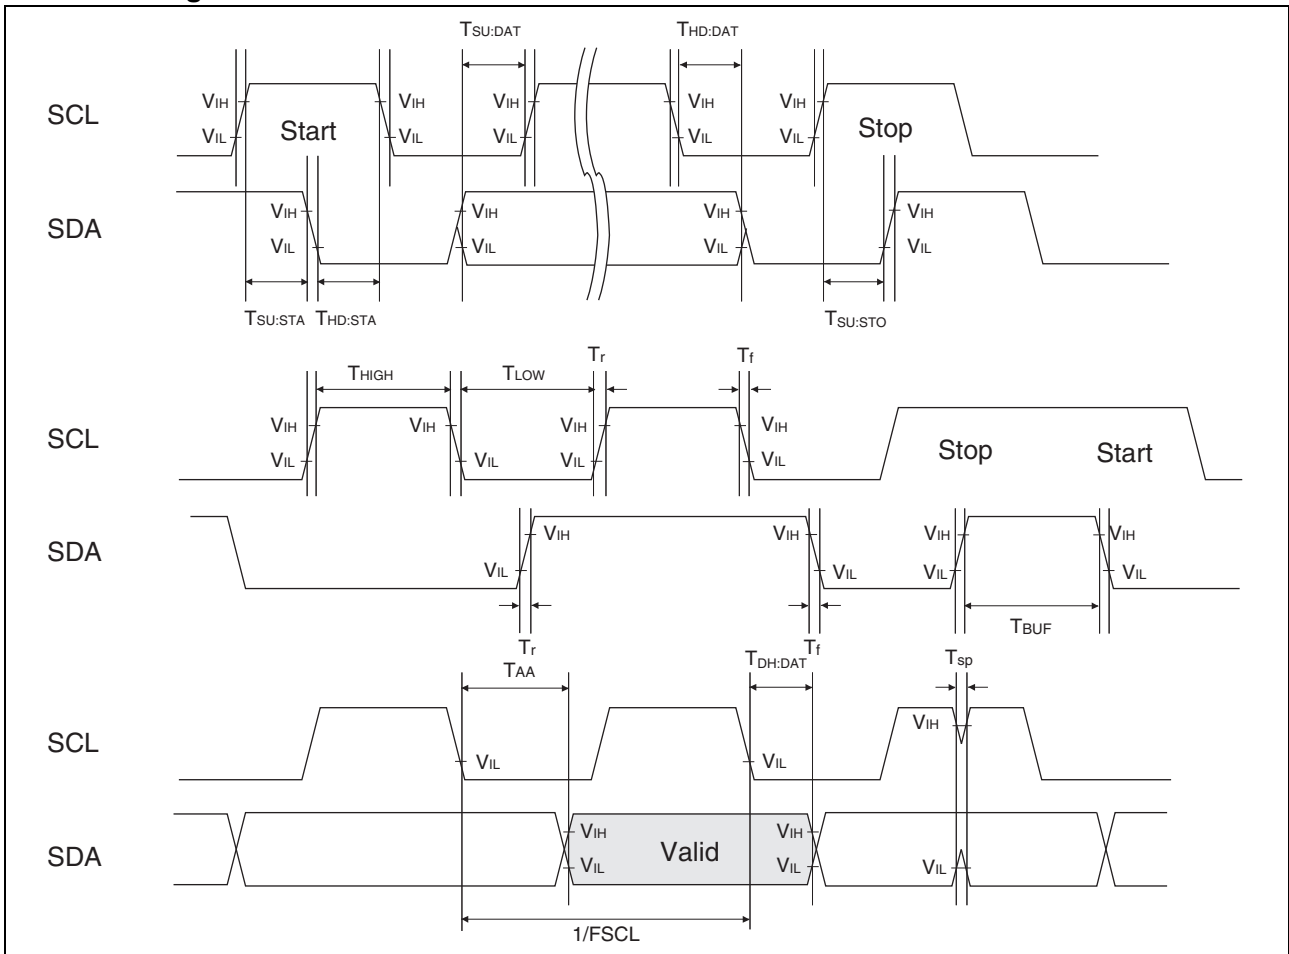 g
TSU:DAT THD:DAT
SCL VIH VIH VIH VIH VIH
VIL Start VIL VIL VIL VIL Stop
SDA VIH VIH VIH VIH
VIL VIL VIL VIL
TSU:STA THD:STA TSU:STO
THIGH TLOW Tr Tf
SCL VIH VIH VIH VIH
VIL VIL VIL VIL Stop Start
SDA VIH VIH VIH VIH
VIL VIL VIL VIL
Tr Tf TBUF
TAA TDH:DAT Tsp
SCL VIH
VIL VIL
SDA VIH Valid VIH
VIL VIL VIL
1/FSCL